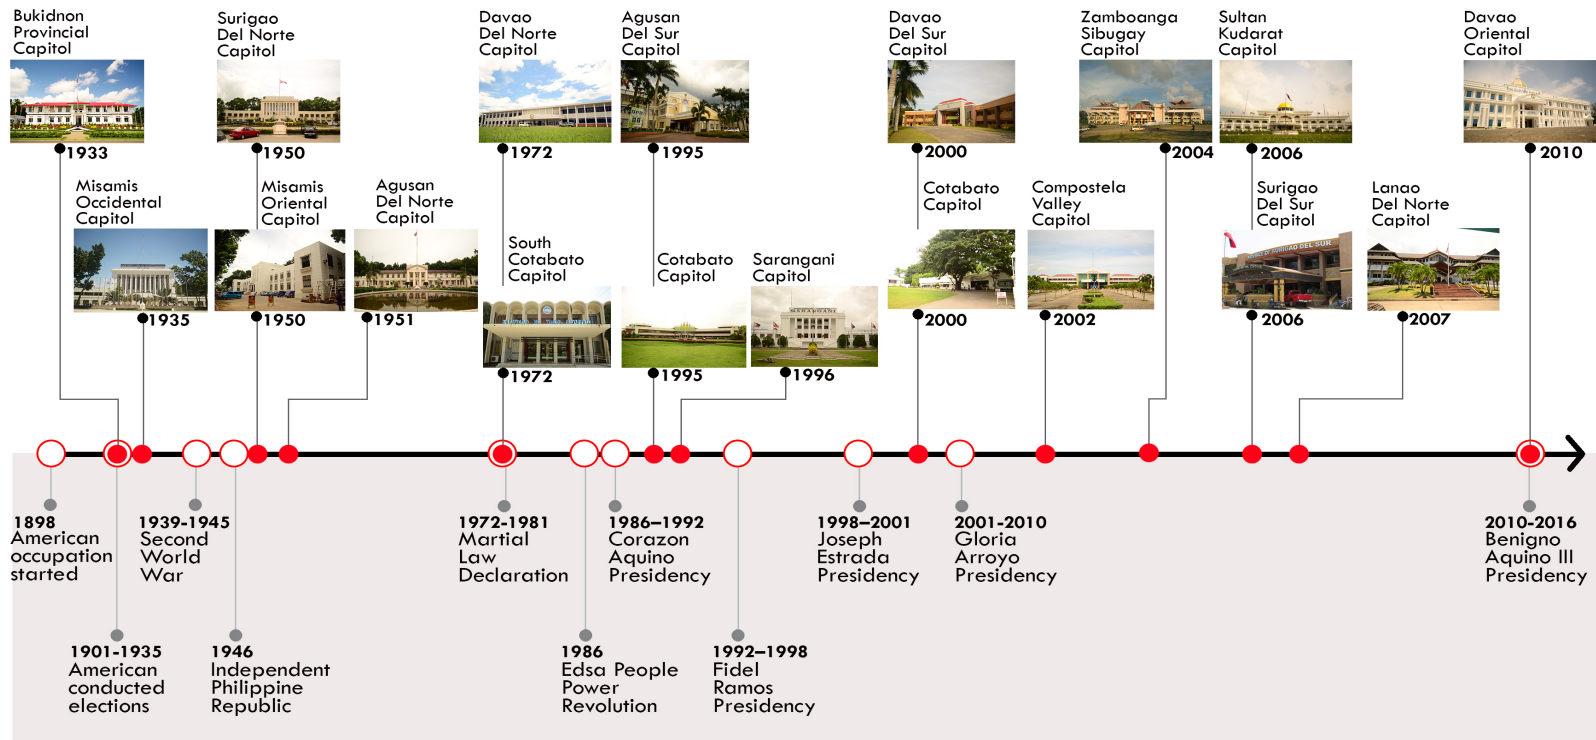 Bukidnon
Provincial
Capitol
1933
Surigao
Del Norte
Capitol
1950
Davao
Del Norte
Capitol
1972
Agusan
Del Sur
Capitol
1995
Davao
Del Sur
Capitol
2000
Zamboanga
Sibugay
Capitol
2004
Sultan
Kudarat
Capitol
2006
Davao
Oriental
Capitol
2010
Misamis
Occidental
Capitol
1935
Misamis
Oriental
Capitol
1950
Agusan
Del Norte
Capitol
1951
South
Cotabato
Capitol
1972
Cotabato
Capitol
1995
Sarangani
Capitol
SARANGANI
1996
Cotabato
Capitol
2000
Compostela
Valley
Capitol
2002
Surigao
Del Sur
Capitol
OF SURIGAO DEL SUR
2006
Lanao
Del Norte
Capitol
2007
1898
American
occupation
started
1939-1945
Second
World
War
1972-1981
Martial
Law
Declaration
1986–1992
Corazon
Aquino
Presidency
1998–2001
Joseph
Estrada
Presidency
2001-2010
Gloria
Arroyo
Presidency
2010-2016
Benigno
Aquino III
Presidency
1901-1935
American
conducted
elections
1946
Independent
Philippine
Republic
1986
Edsa People
Power
Revolution
1992–1998
Fidel
Ramos
Presidency